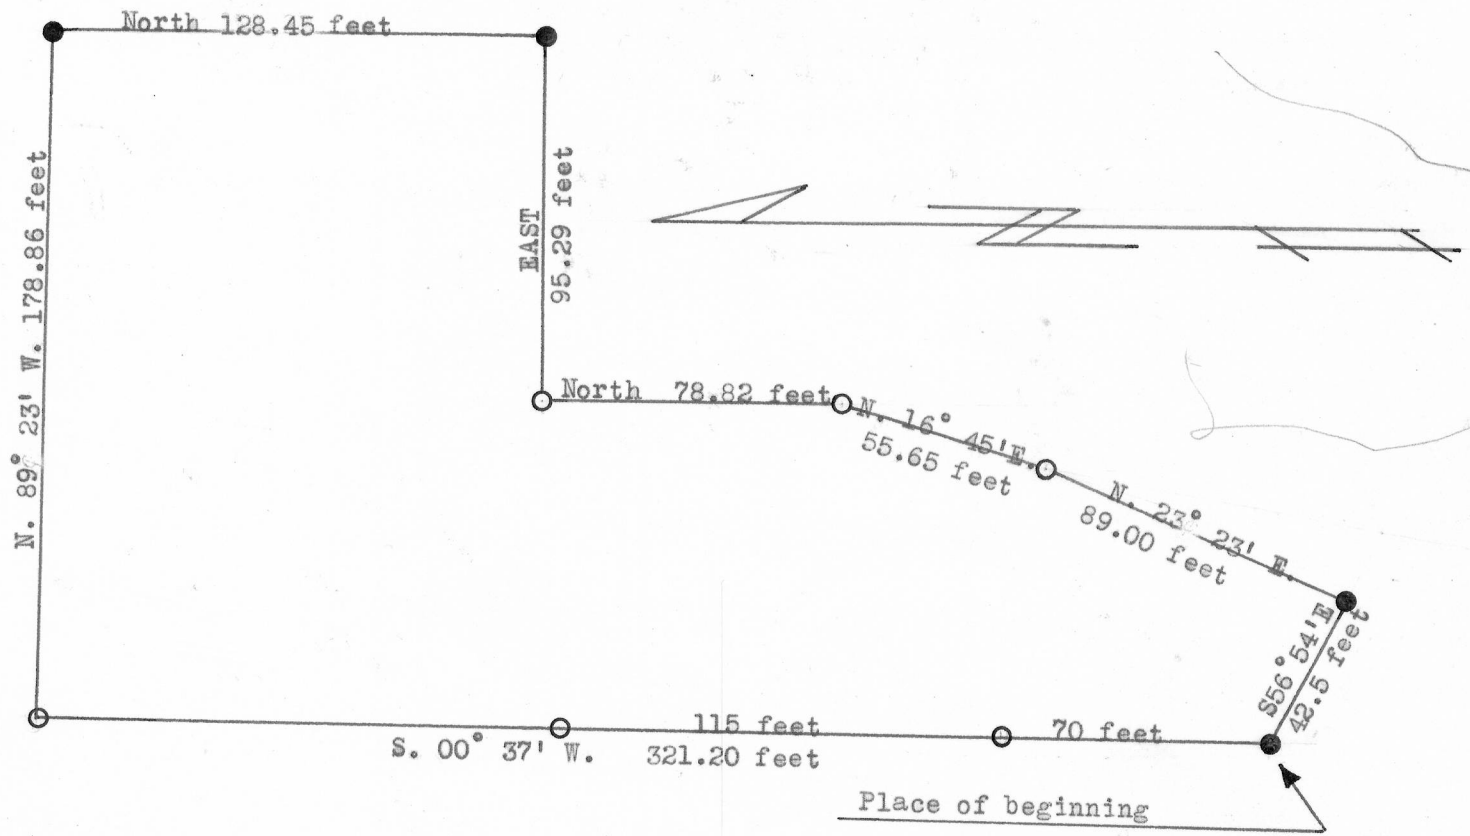 North 128.45 feet
N. 89° 23' W. 178.86 feet
EAST
95.29 feet
North 78.82 feet
N. 16° 45'E.
55.65 feet
N. 23° 23' E.
89.00 feet
S56° 54'E
42.5 feet
115 feet
70 feet
S. 00° 37' W. 321.20 feet
Place of beginning